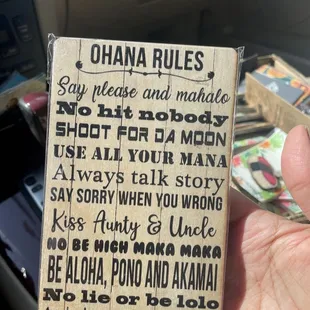 OHANA RULES
Say please and mahalo
No hit nobody
SHOOT FOR DA MOON
USE ALL YOUR MANA
Always talk story
SAY SORRY WHEN YOU WRONG
Kiss Aunty & Uncle
NO BE HIGH MAKA MAKA
BE ALOHA, PONO AND AKAMAI
No lie or be lolo